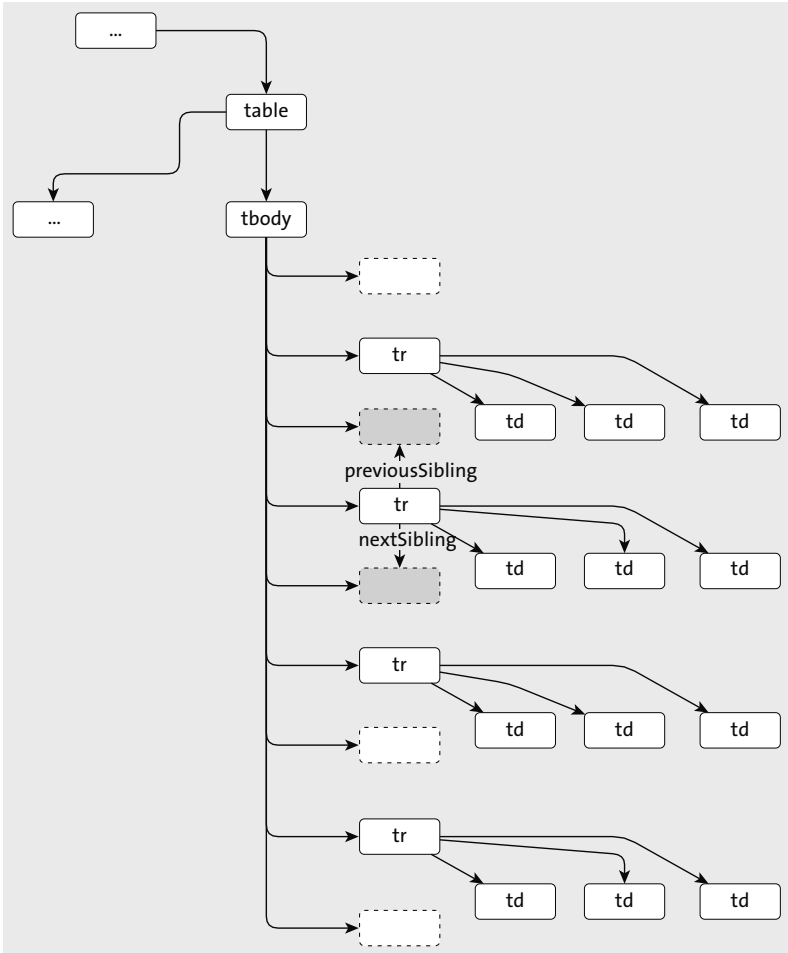 ...
table
...
tbody
tr
td td td
previousSibling
tr
nextSibling
td td td
tr
td td td
tr
td td td